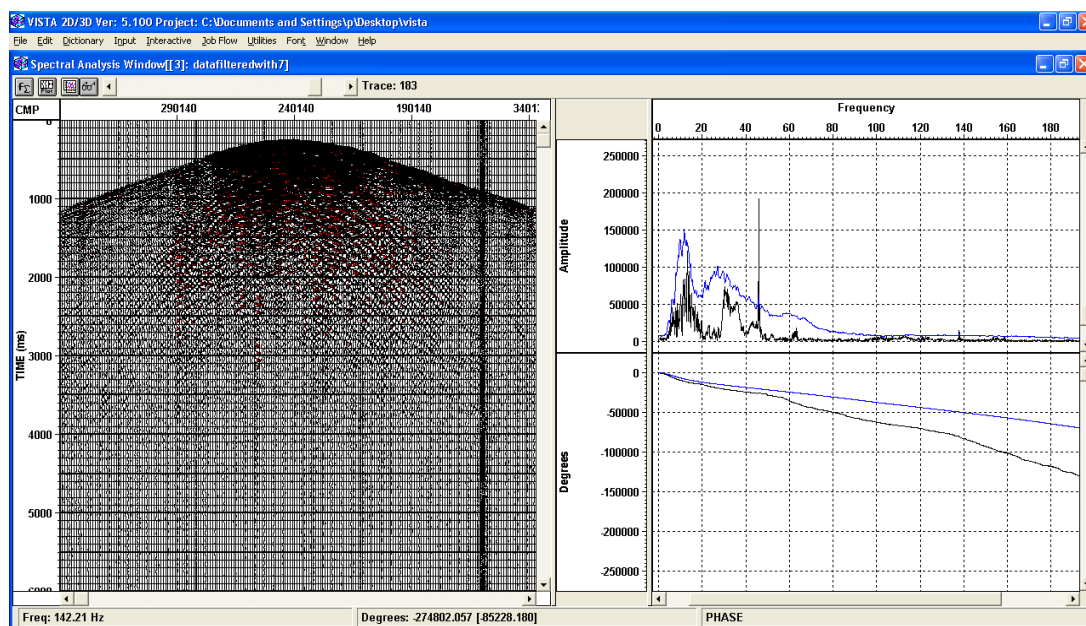 VISTA 2D/3D Ver: 5.100 Project: C:\Documents and Settings\p\Desktop\vista
File Edit Dictionary Input Interactive Job Flow Utilities Font Window Help
Spectral Analysis Window[[3]: datafilteredwith7]
Trace: 183
CMP 290140 240140 190140 34013
0
1000
2000
3000
4000
5000
6000
TIME (ms)
Frequency
0 20 40 60 80 100 120 140 160 180
250000
200000
150000
100000
50000
0
Amplitude
0
-50000
-100000
-150000
-200000
-250000
Degrees
Freq: 142.21 Hz Degrees: -274802.057 [-85228.180] PHASE